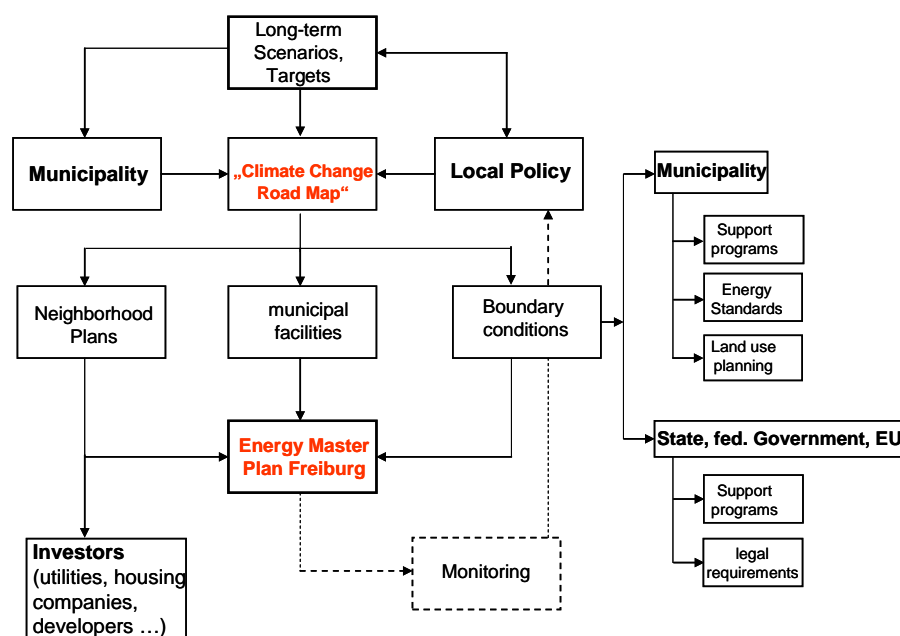 Long-term
Scenarios,
Targets
Municipality
„Climate Change
Road Map“
Local Policy
Municipality
Support
programs
Energy
Standards
Land use
planning
Neighborhood
Plans
municipal
facilities
Boundary
conditions
Energy Master
Plan Freiburg
State, fed. Government, EU
Support
programs
legal
requirements
Investors
(utilities, housing
companies,
developers …)
Monitoring